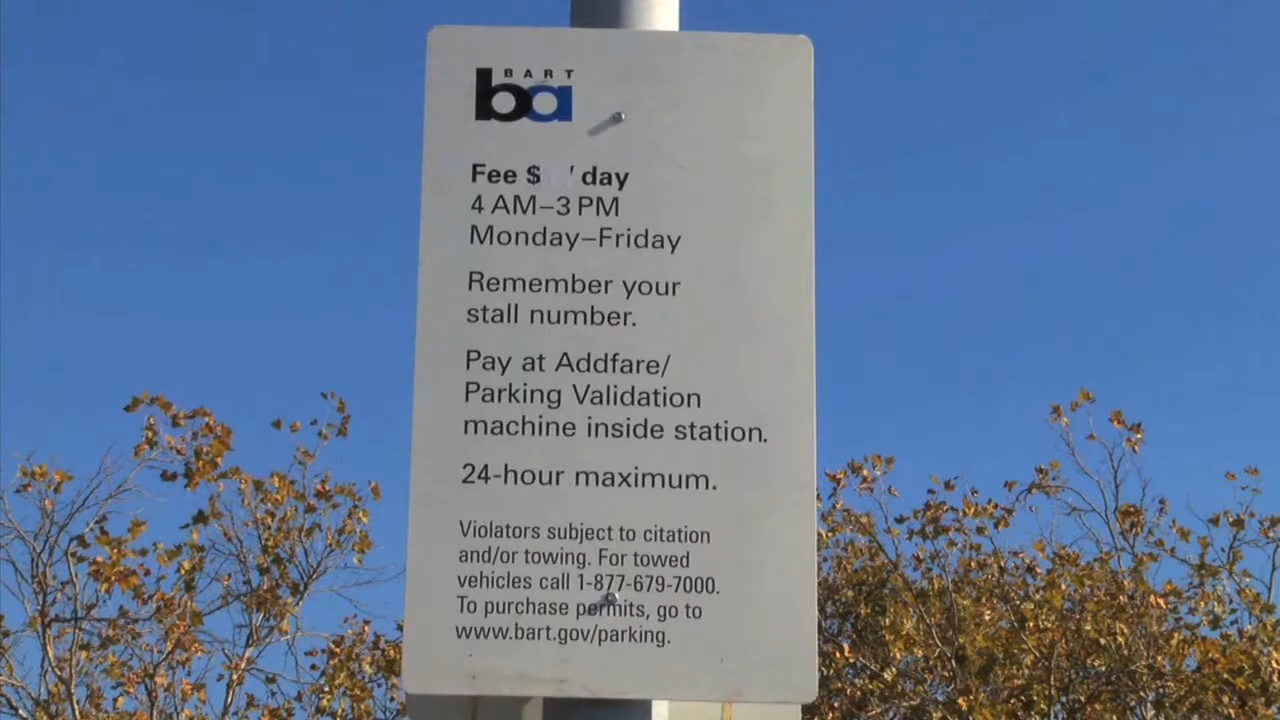 BART
ba
Fee $ / day
4 AM–3 PM
Monday–Friday
Remember your
stall number.
Pay at Addfare/
Parking Validation
machine inside station.
24-hour maximum.
Violators subject to citation
and/or towing. For towed
vehicles call 1-877-679-7000.
To purchase permits, go to
www.bart.gov/parking.